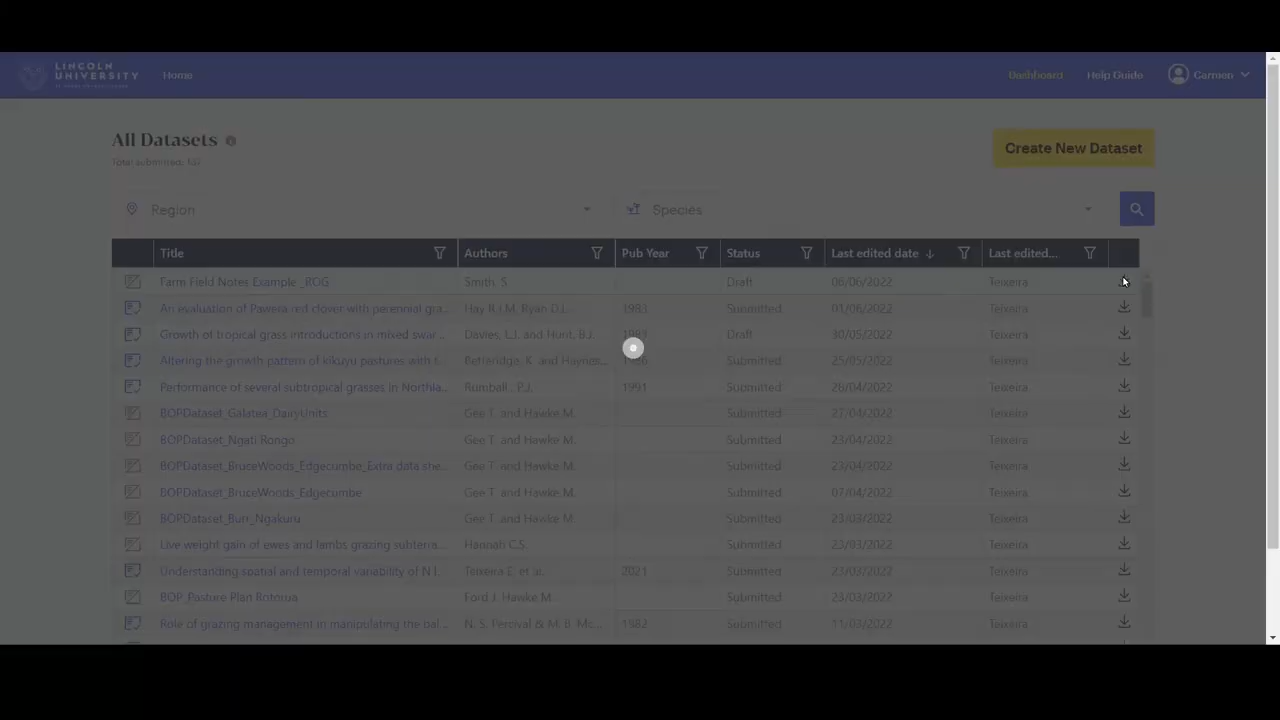 LINCOLN
UNIVERSITY
Home
Dashboard
Help Guide
Carmen
All Datasets
Create New Dataset
Total submitted:
Region
Species
Title Authors Pub Year Status Last edited date Last edited...
Farm Field Notes Example _ROG Smith, S Draft 06/06/2022 Teixeira
An evaluation of Pawera red clover with perennial gra... Hay R.J.M, Ryan D.L... 1983 Submitted 01/06/2022 Teixeira
Growth of tropical grass introductions in mixed swar... Davies, L.J. and Hunt, B.J. 1983 Draft 30/05/2022 Teixeira
Altering the growth pattern of kikuyu pastures with t... Betteridge, K. and Haynes... 1986 Submitted 25/05/2022 Teixeira
Performance of several subtropical grasses in Northla... Rumball, P.J. 1991 Submitted 28/04/2022 Teixeira
BOPDataset_Galatea_DairyUnits Gee T. and Hawke M. Submitted 27/04/2022 Teixeira
BOPDataset_Ngati Rongo Gee T. and Hawke M. Submitted 23/04/2022 Teixeira
BOPDataset_BruceWoods_Edgecumbe_Extra data she... Gee T. and Hawke M. Submitted 23/04/2022 Teixeira
BOPDataset_BruceWoods_Edgecumbe Gee T. and Hawke M. Submitted 07/04/2022 Teixeira
BOPDataset_Burr_Ngakuru Gee T. and Hawke M. Submitted 23/03/2022 Teixeira
Live weight gain of ewes and lambs grazing subterra... Hannah C.S. Submitted 23/03/2022 Teixeira
Understanding spatial and temporal variability of N l... Teixeira E. et al. 2021 Submitted 23/03/2022 Teixeira
BOP_Pasture Plan Rotorua Ford J. Hawke M. Submitted 23/03/2022 Teixeira
Role of grazing management in manipulating the bal... N. S. Percival & M. B. Mc... 1982 Submitted 11/03/2022 Teixeira